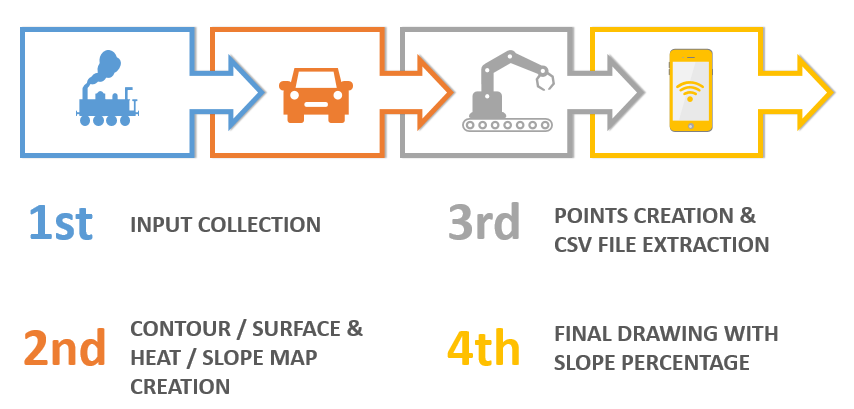 1st
INPUT COLLECTION
2nd
CONTOUR / SURFACE &
HEAT / SLOPE MAP
CREATION
3rd
POINTS CREATION &
CSV FILE EXTRACTION
4th
FINAL DRAWING WITH
SLOPE PERCENTAGE